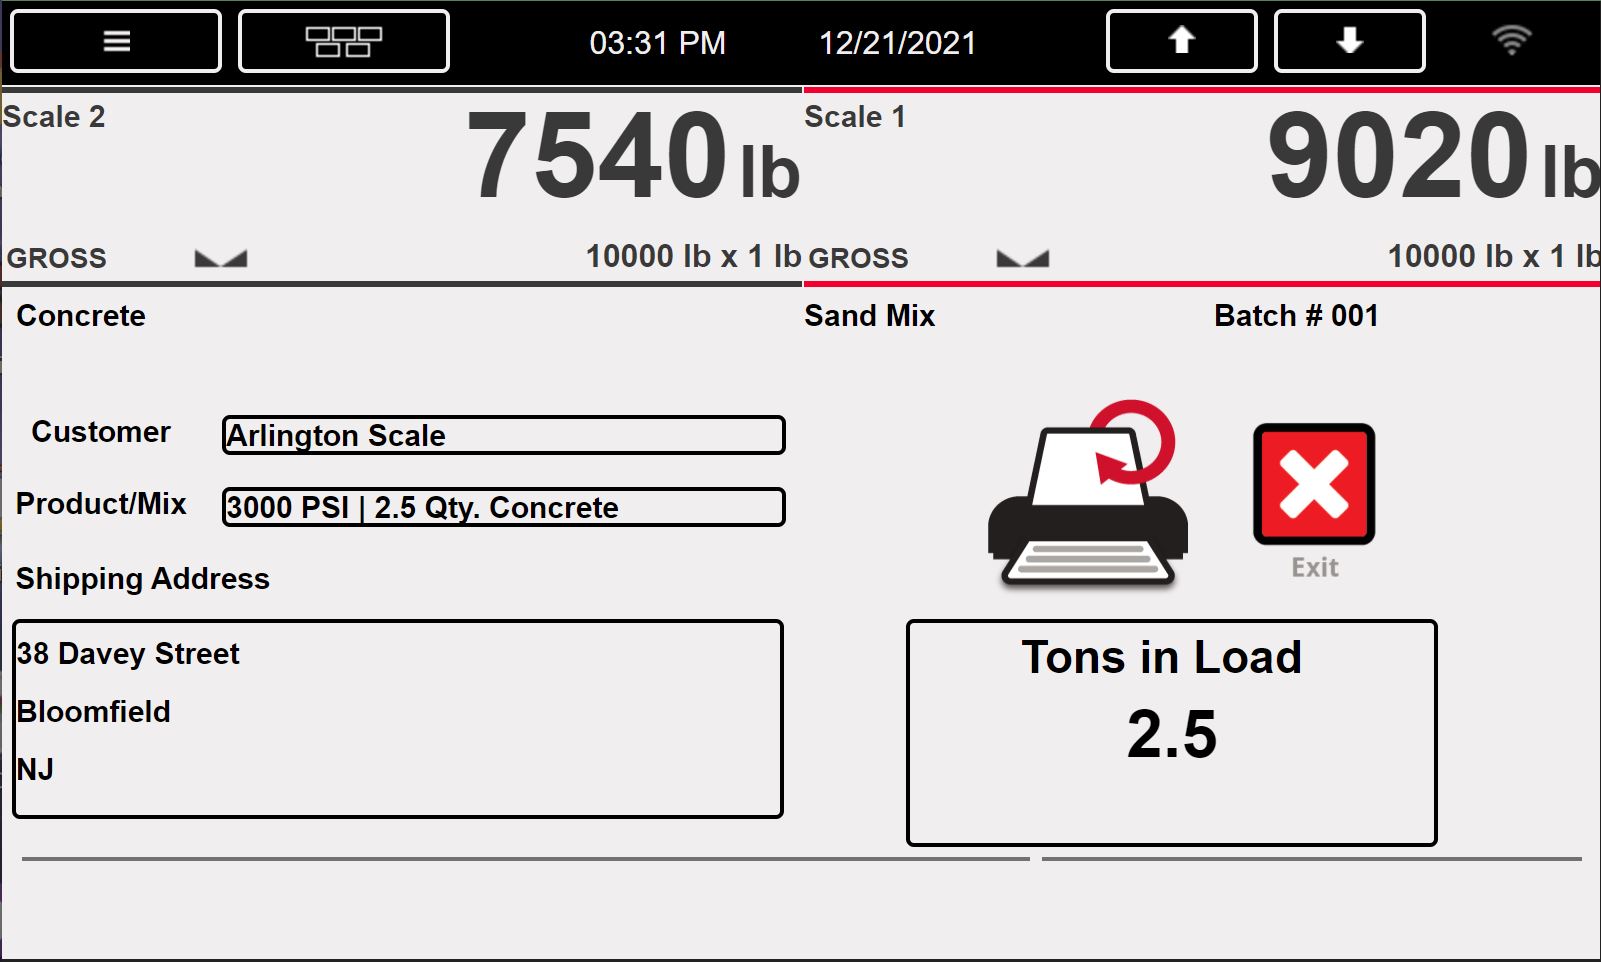 03:31 PM 12/21/2021
Scale 2
7540 lb
GROSS 10000 lb x 1 lb
Scale 1
9020 lb
GROSS 10000 lb x 1 lb
Concrete
Sand Mix Batch # 001
Customer Arlington Scale
Product/Mix 3000 PSI | 2.5 Qty. Concrete
Shipping Address
38 Davey Street
Bloomfield
NJ
Exit
Tons in Load
2.5